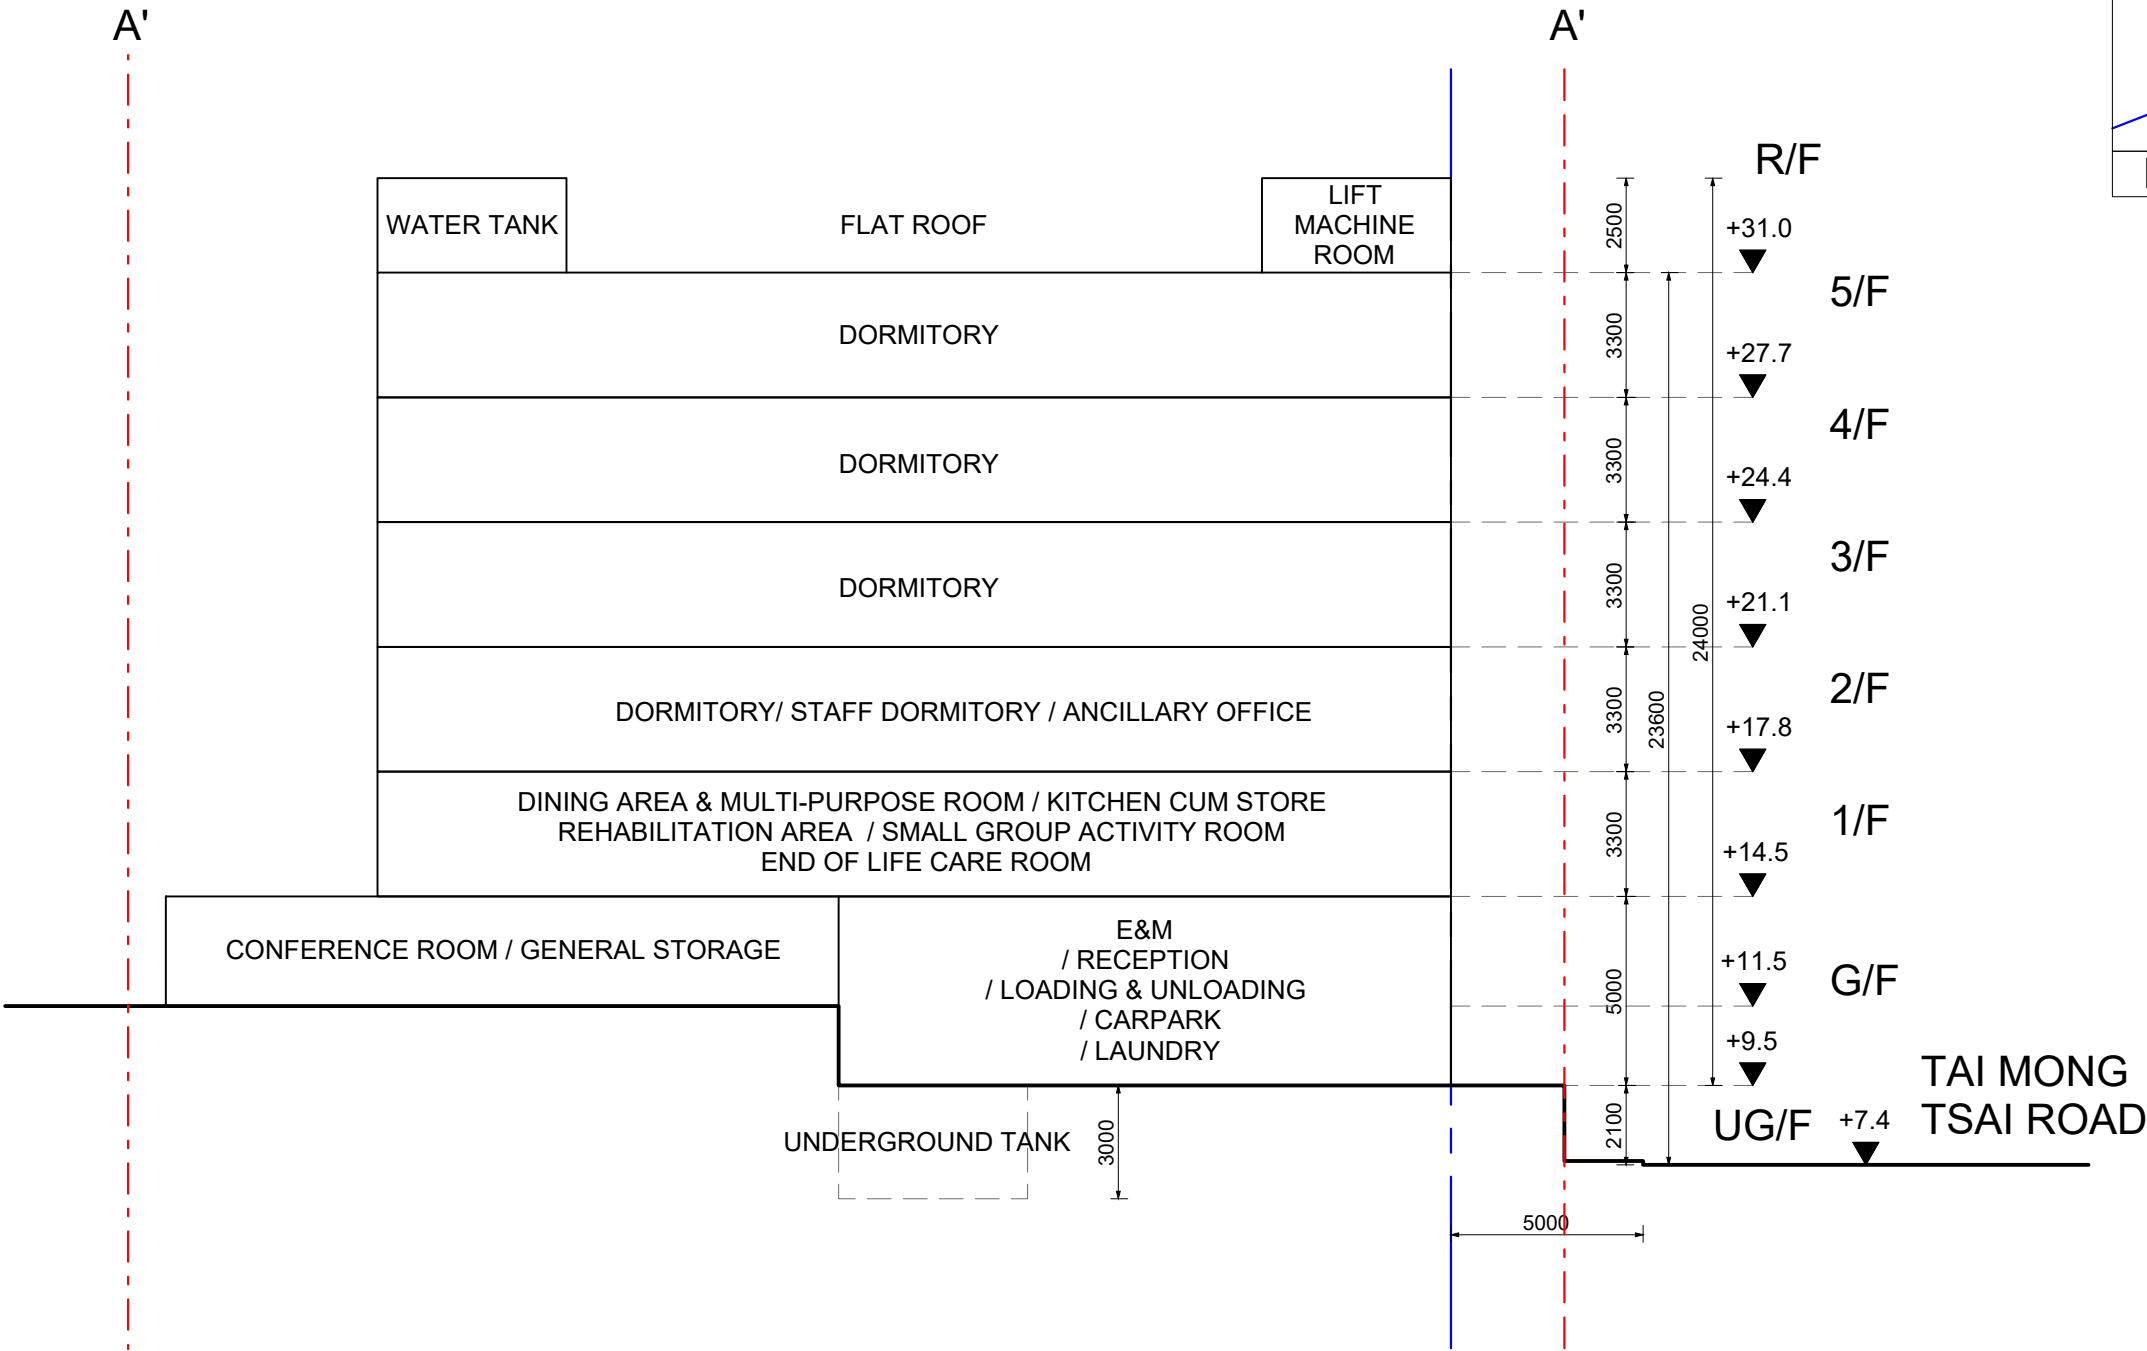 A'
A'
R/F
WATER TANK
FLAT ROOF
LIFT
MACHINE
ROOM
2500
+31.0
5/F
DORMITORY
3300
+27.7
4/F
DORMITORY
3300
+24.4
3/F
DORMITORY
3300
+21.1
24000
2/F
DORMITORY/ STAFF DORMITORY / ANCILLARY OFFICE
3300
23600
+17.8
1/F
DINING AREA & MULTI-PURPOSE ROOM / KITCHEN CUM STORE
REHABILITATION AREA / SMALL GROUP ACTIVITY ROOM
END OF LIFE CARE ROOM
3300
+14.5
CONFERENCE ROOM / GENERAL STORAGE
E&M
/ RECEPTION
/ LOADING & UNLOADING
/ CARPARK
/ LAUNDRY
5000
+11.5
G/F
+9.5
UNDERGROUND TANK
3000
2100
UG/F
+7.4
TAI MONG
TSAI ROAD
5000